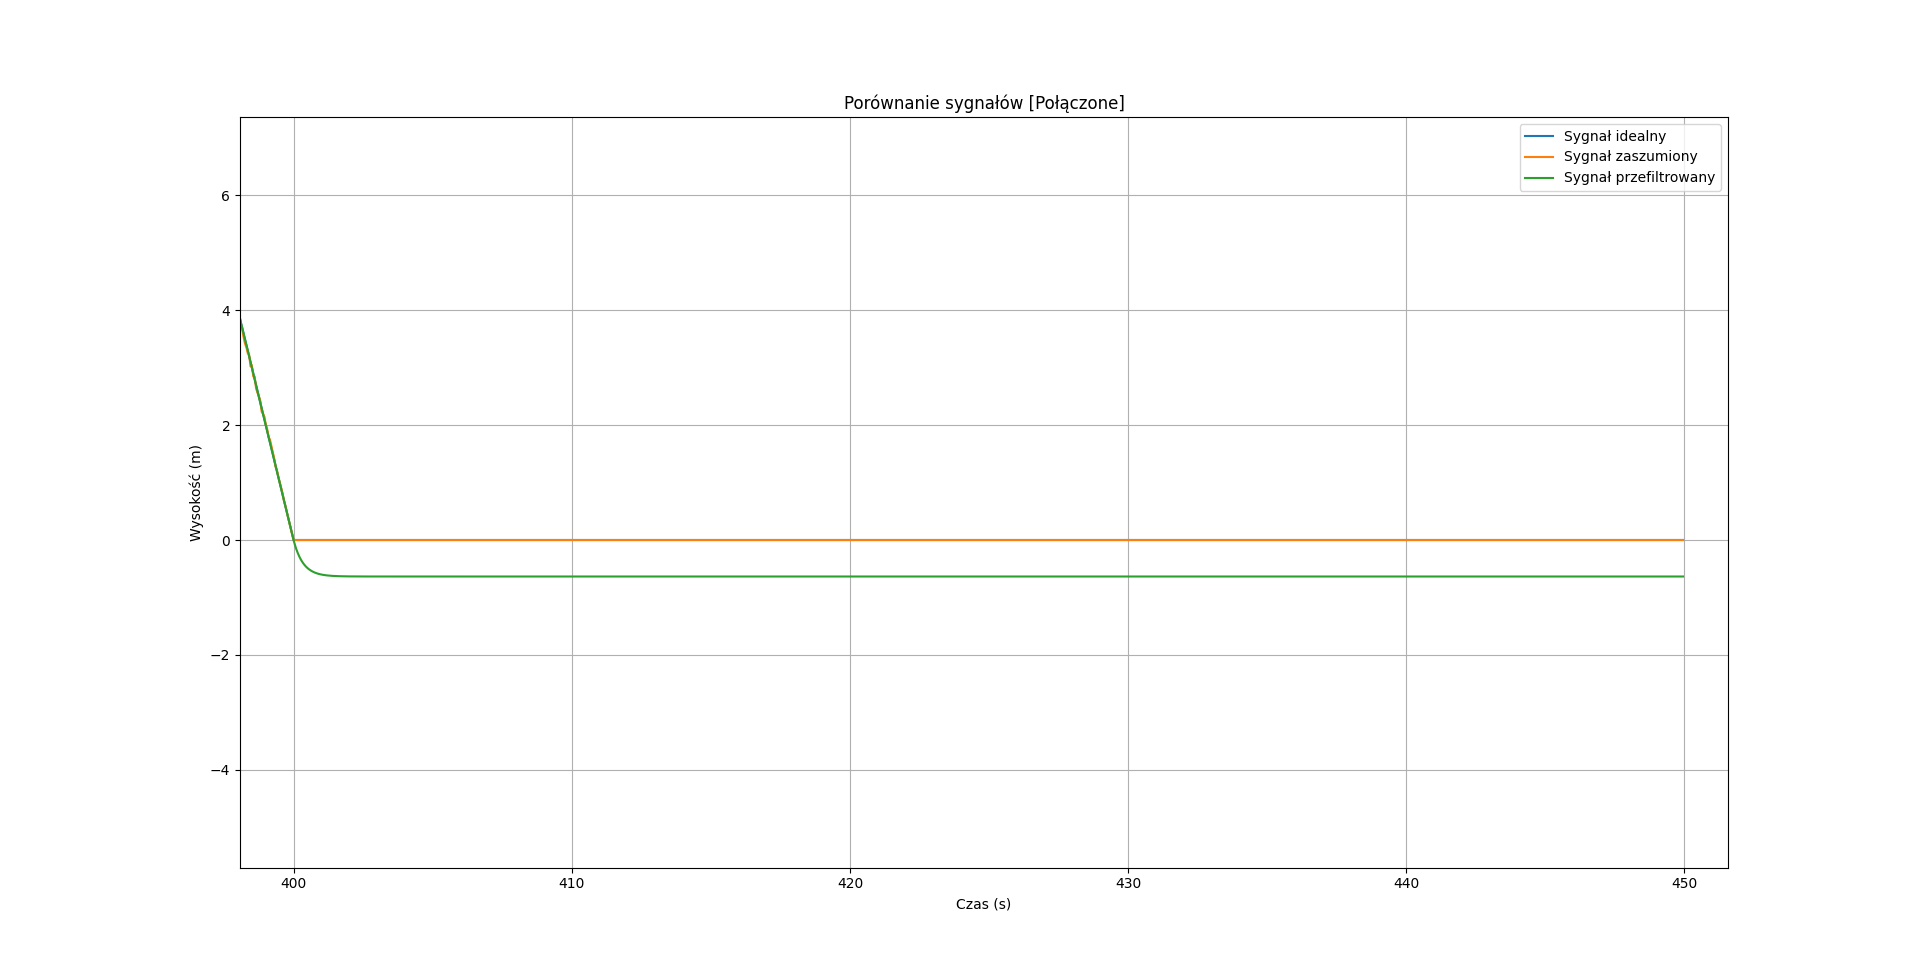 Porównanie sygnałów [Połączone]
Sygnał idealny
Sygnał zaszumiony
Sygnał przefiltrowany
6
4
2
0
−2
−4
Wysokość (m)
400 410 420 430 440 450
Czas (s)